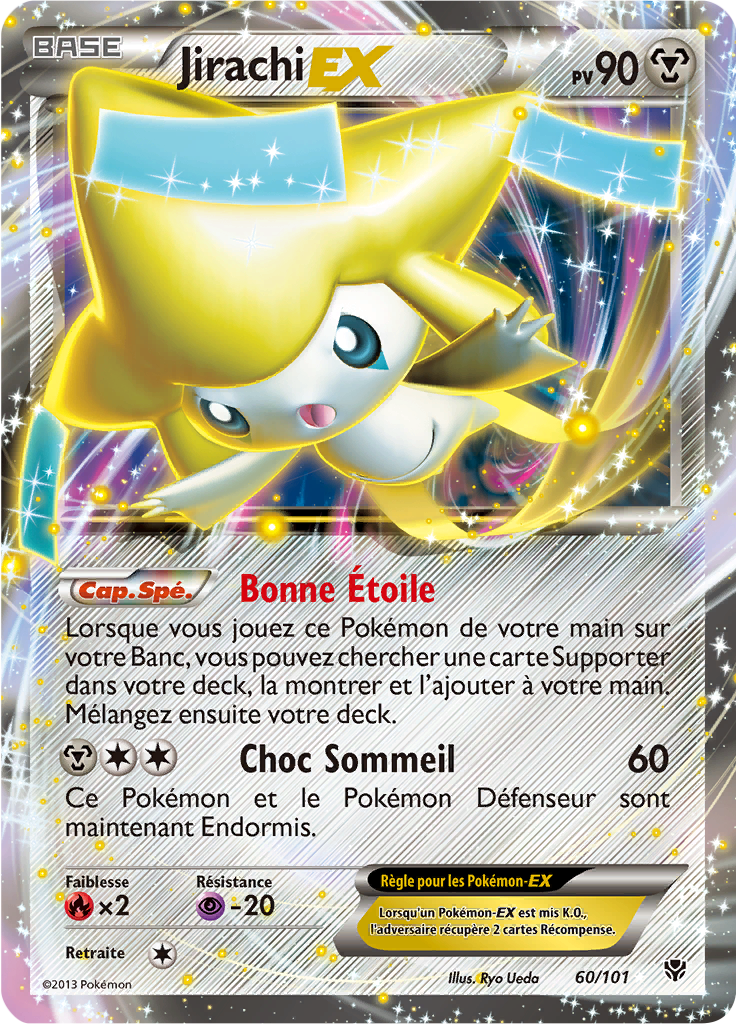 BASE
Jirachi EX
PV 90
Cap. Spé. Bonne Étoile
Lorsque vous jouez ce Pokémon de votre main sur
votre Banc, vous pouvez chercher une carte Supporter
dans votre deck, la montrer et l'ajouter à votre main.
Mélangez ensuite votre deck.
Choc Sommeil 60
Ce Pokémon et le Pokémon Défenseur sont
maintenant Endormis.
Faiblesse
×2
Résistance
-20
Retraite
Règle pour les Pokémon-EX
Lorsqu'un Pokémon-EX est mis K.O.,
l'adversaire récupère 2 cartes Récompense.
©2013 Pokémon
Illus. Ryo Ueda
60/101